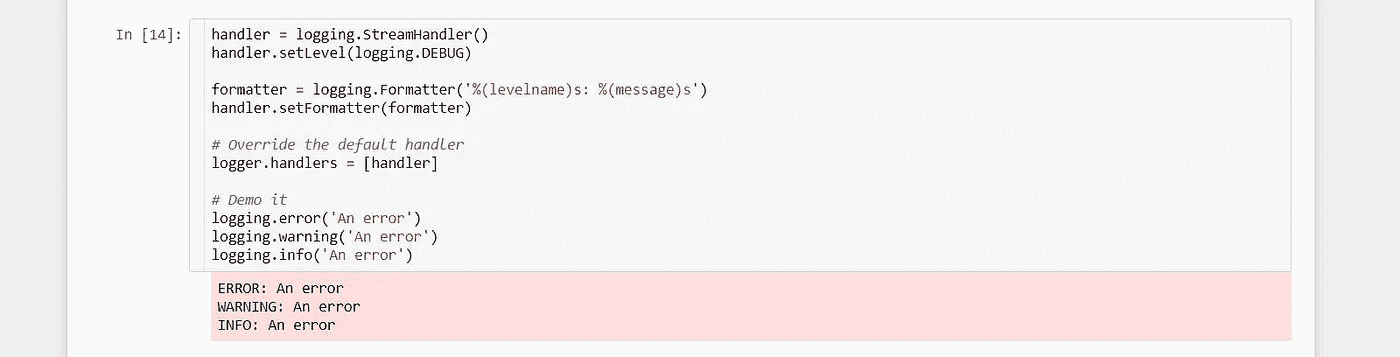 In [14]:
handler = logging.StreamHandler()
handler.setLevel(logging.DEBUG)
formatter = logging.Formatter('%(levelname)s: %(message)s')
handler.setFormatter(formatter)
# Override the default handler
logger.handlers = [handler]
# Demo it
logging.error('An error')
logging.warning('An error')
logging.info('An error')
ERROR: An error
WARNING: An error
INFO: An error